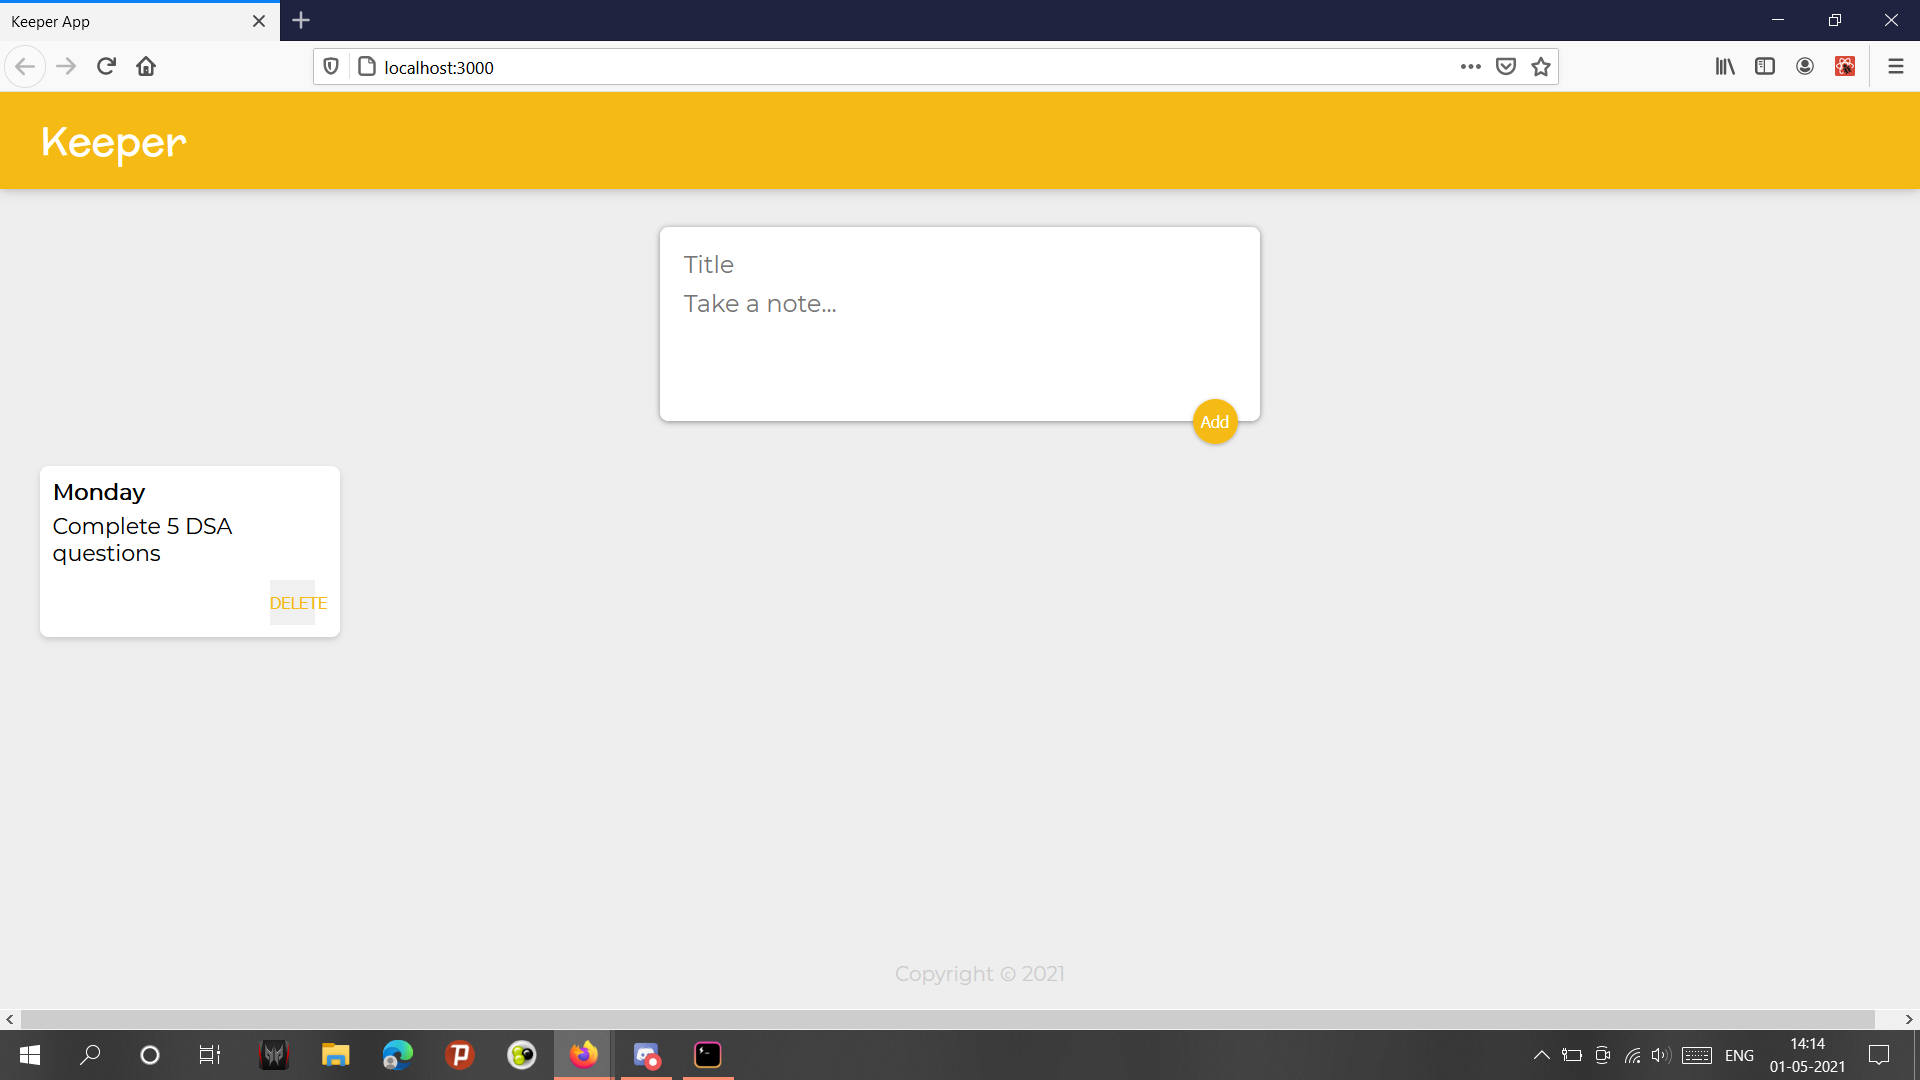 Keeper App
localhost:3000
Keeper
Title
Take a note...
Add
Monday
Complete 5 DSA
questions
DELETE
Copyright © 2021
ENG
14:14
01-05-2021